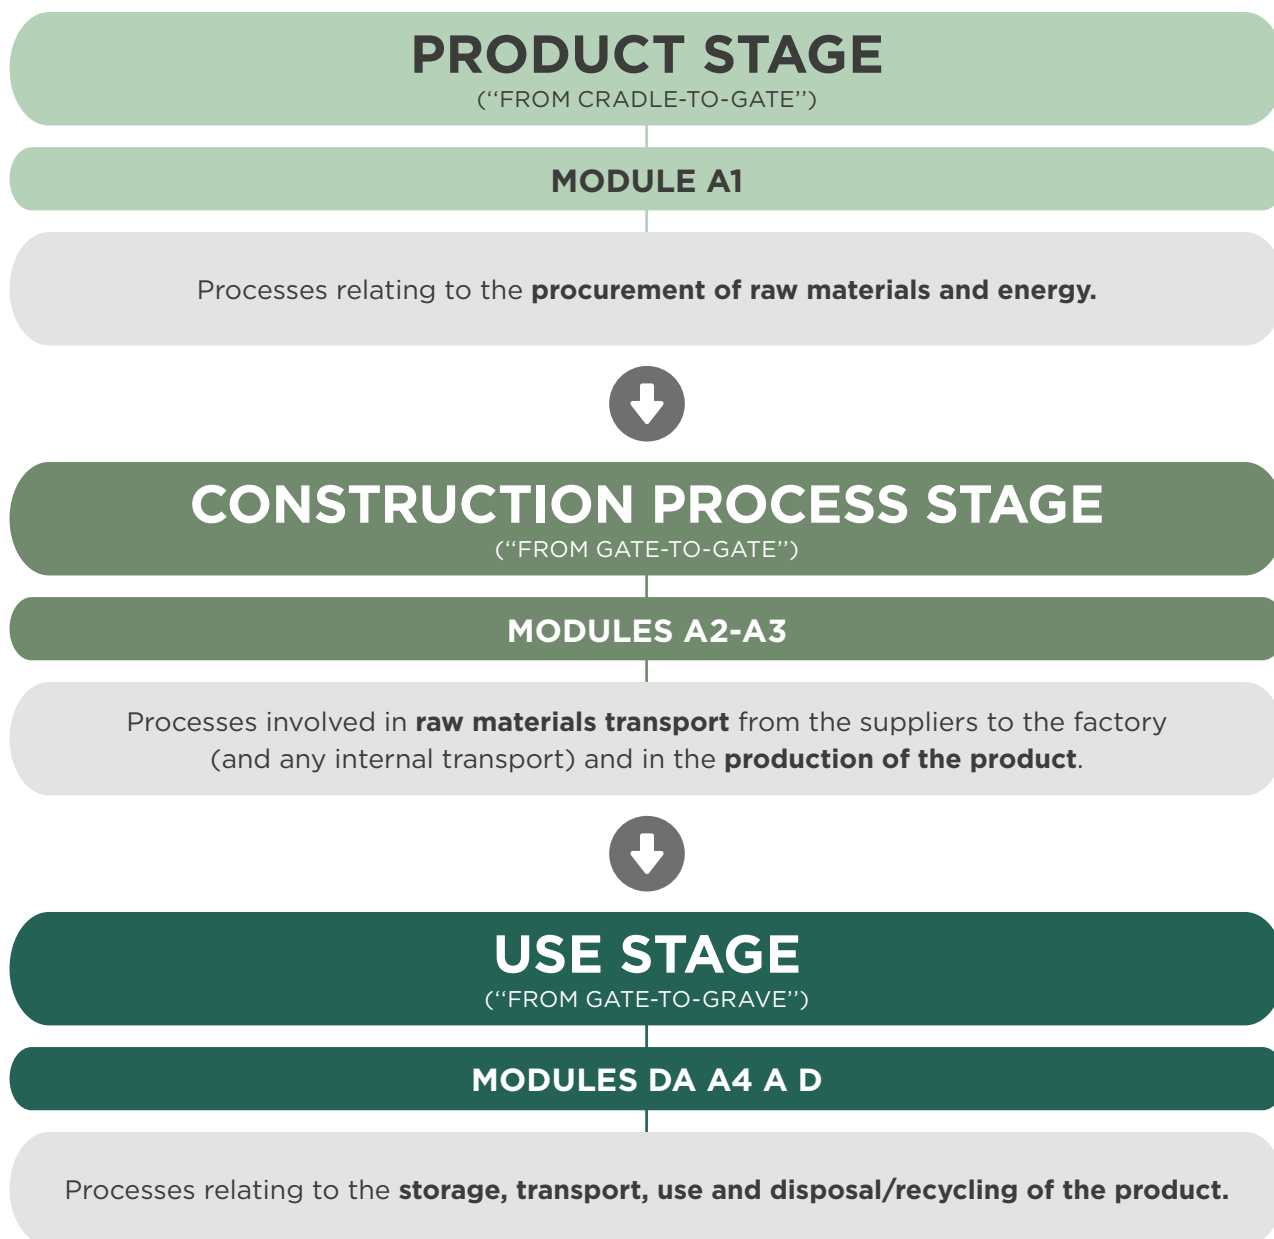 PRODUCT STAGE
(‘‘FROM CRADLE-TO-GATE’’)
MODULE A1
Processes relating to the procurement of raw materials and energy.
CONSTRUCTION PROCESS STAGE
(‘‘FROM GATE-TO-GATE’’)
MODULES A2-A3
Processes involved in raw materials transport from the suppliers to the factory
(and any internal transport) and in the production of the product.
USE STAGE
(‘‘FROM GATE-TO-GRAVE’’)
MODULES DA A4 A D
Processes relating to the storage, transport, use and disposal/recycling of the product.